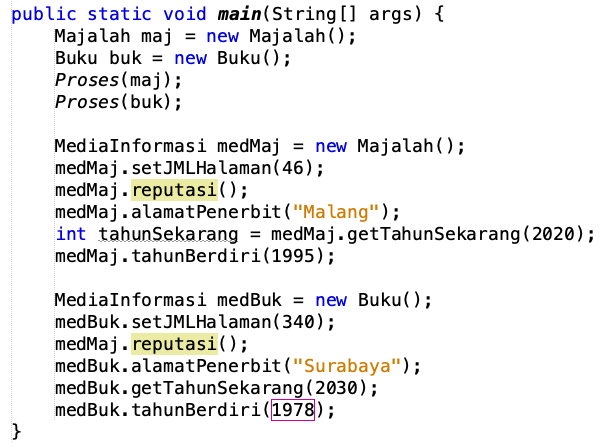 public static void main(String[] args) {
    Majalah maj = new Majalah();
    Buku buk = new Buku();
    Proses(maj);
    Proses(buk);

    MediaInformasi medMaj = new Majalah();
    medMaj.setJMLHalaman(46);
    medMaj.reputasi();
    medMaj.alamatPenerbit("Malang");
    int tahunSekarang = medMaj.getTahunSekarang(2020);
    medMaj.tahunBerdiri(1995);

    MediaInformasi medBuk = new Buku();
    medBuk.setJMLHalaman(340);
    medMaj.reputasi();
    medBuk.alamatPenerbit("Surabaya");
    medBuk.getTahunSekarang(2030);
    medBuk.tahunBerdiri(1978);
}